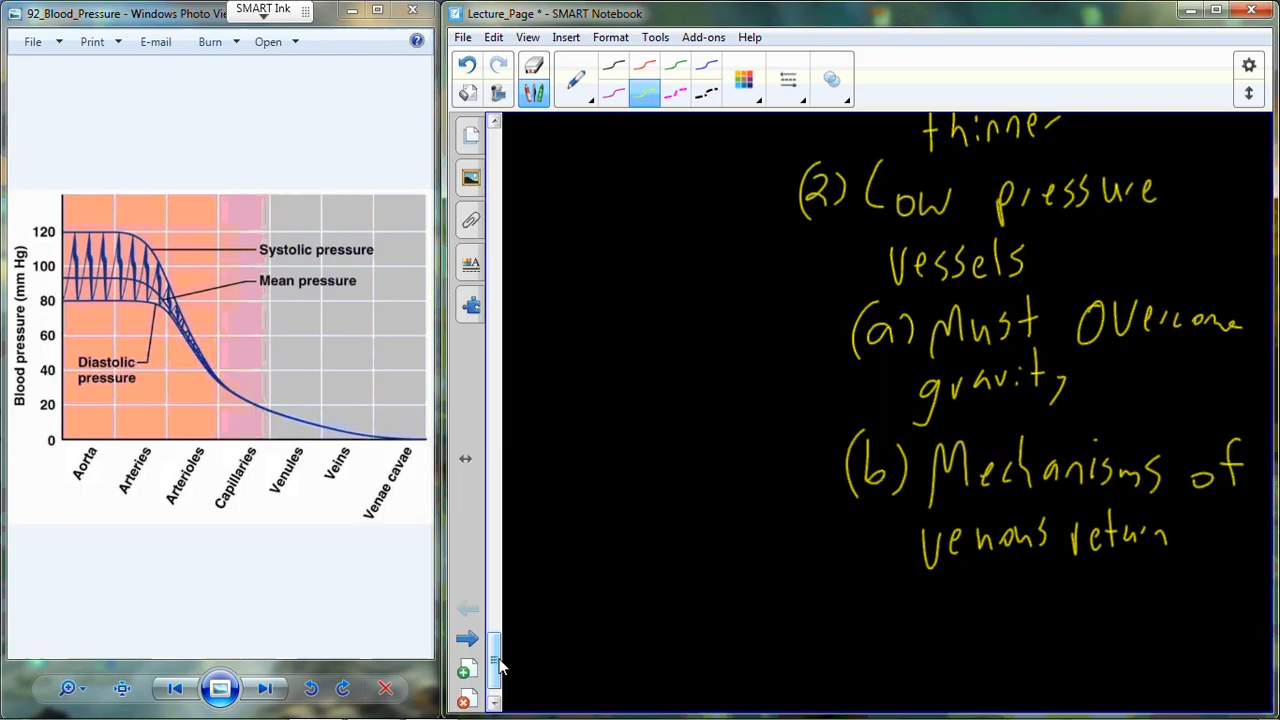 92_Blood_Pressure - Windows Photo Vie
SMART Ink
File Print E-mail Burn Open
Blood pressure (mm Hg)
120
100
80
60
40
20
0
Systolic pressure
Mean pressure
Diastolic
pressure
Aorta
Arteries
Arterioles
Capillaries
Venules
Veins
Venae cavae
Lecture_Page * - SMART Notebook
File Edit View Insert Format Tools Add-ons Help
thinner
(2) Low pressure
vessels
(a) Must Overcome
gravity
(b) Mechanisms of
venous return